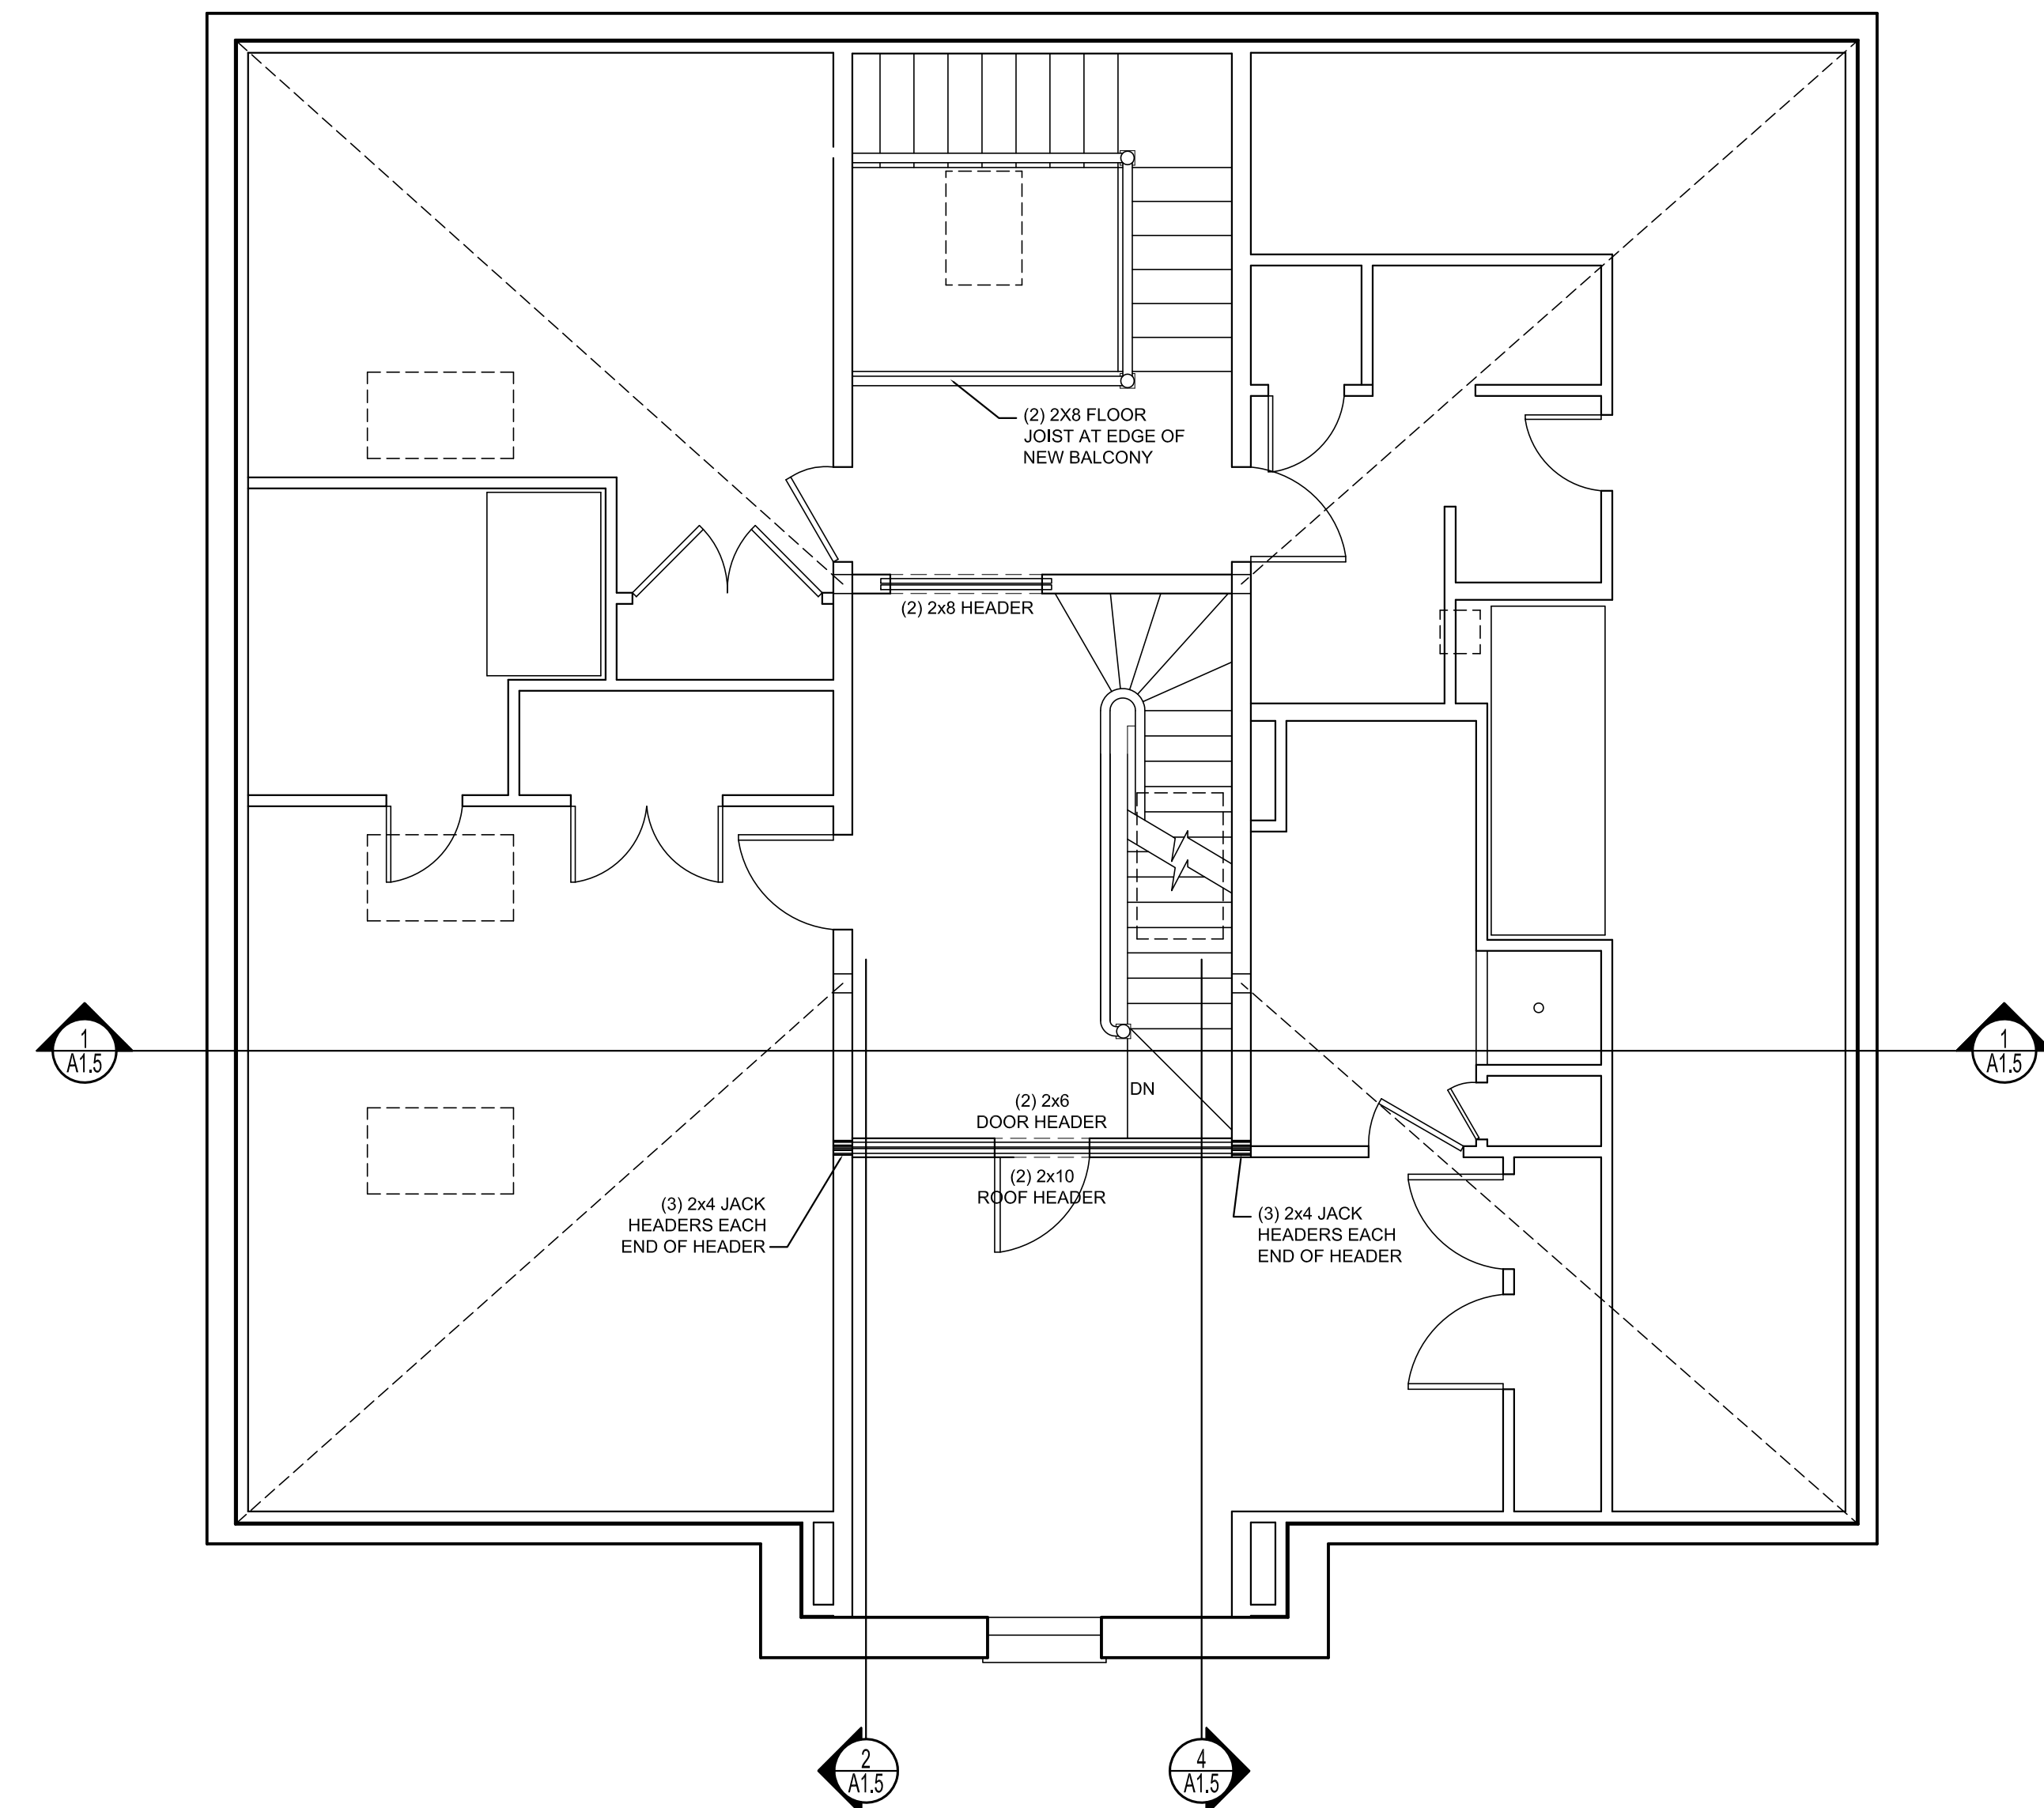 (2) 2X8 FLOOR
JOIST AT EDGE OF
NEW BALCONY
(2) 2x8 HEADER
1
A1.5
1
A1.5
DN
(2) 2x6
DOOR HEADER
(2) 2x10
ROOF HEADER
(3) 2x4 JACK
HEADERS EACH
END OF HEADER
(3) 2x4 JACK
HEADERS EACH
END OF HEADER
2
A1.5
4
A1.5